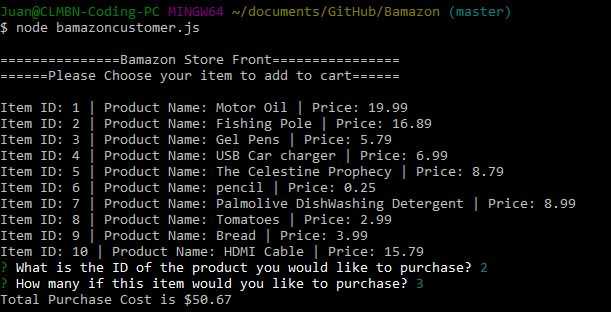 Juan@CLMBN-Coding-PC MINGW64 ~/documents/GitHub/Bamazon (master)
$ node bamazoncustomer.js
===============Bamazon Store Front================
======Please Choose your item to add to cart======
Item ID: 1 | Product Name: Motor Oil | Price: 19.99
Item ID: 2 | Product Name: Fishing Pole | Price: 16.89
Item ID: 3 | Product Name: Gel Pens | Price: 5.79
Item ID: 4 | Product Name: USB Car charger | Price: 6.99
Item ID: 5 | Product Name: The Celestine Prophecy | Price: 8.79
Item ID: 6 | Product Name: pencil | Price: 0.25
Item ID: 7 | Product Name: Palmolive DishWashing Detergent | Price: 8.99
Item ID: 8 | Product Name: Tomatoes | Price: 2.99
Item ID: 9 | Product Name: Bread | Price: 3.99
Item ID: 10 | Product Name: HDMI Cable | Price: 15.79
? What is the ID of the product you would like to purchase? 2
? How many if this item would you like to purchase? 3
Total Purchase Cost is $50.67